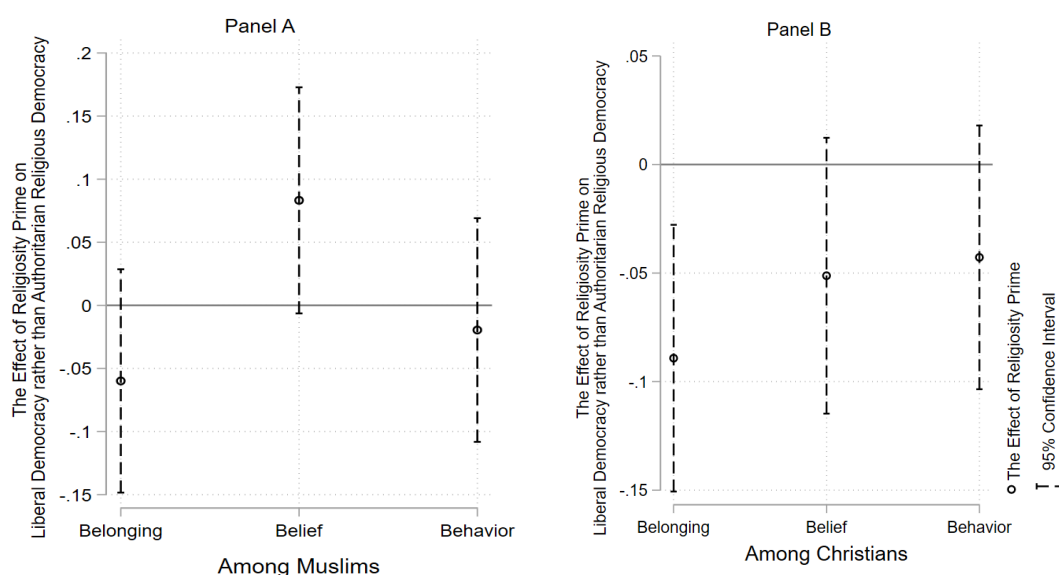 Panel A
The Effect of Religiosity Prime on
Liberal Democracy rather than Authoritarian Religious Democracy
.2
.15
.1
.05
0
-.05
-.1
-.15
Belonging
Belief
Behavior
Among Muslims
Panel B
The Effect of Religiosity Prime on
Liberal Democracy rather than Authoritarian Religious Democracy
.05
0
-.05
-.1
-.15
Belonging
Belief
Behavior
Among Christians
The Effect of Religiosity Prime
95% Confidence Interval